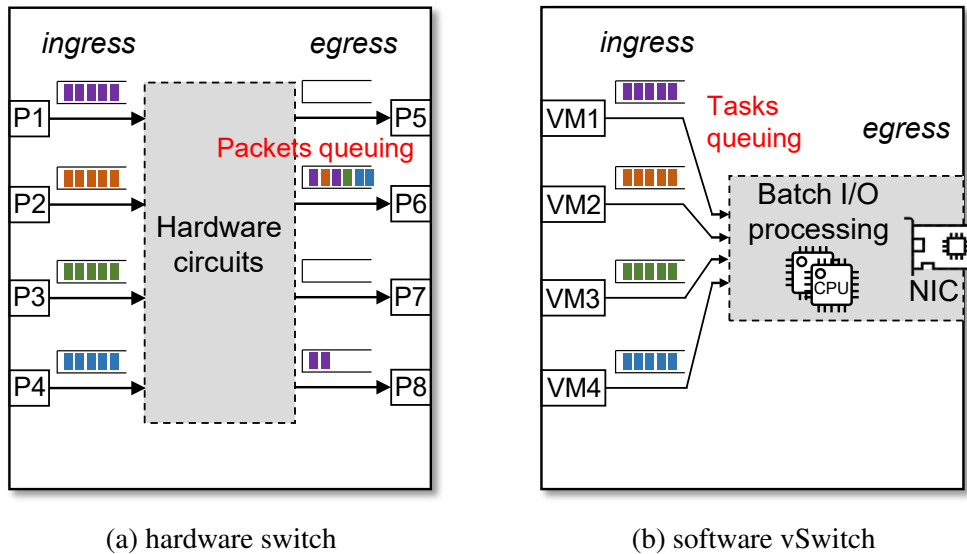 ingress
egress
P1
P5
Packets queuing
P2
P6
Hardware
circuits
P3
P7
P4
P8
(a) hardware switch
ingress
Tasks
queuing
egress
VM1
VM2
Batch I/O
processing
CPU
NIC
VM3
VM4
(b) software vSwitch